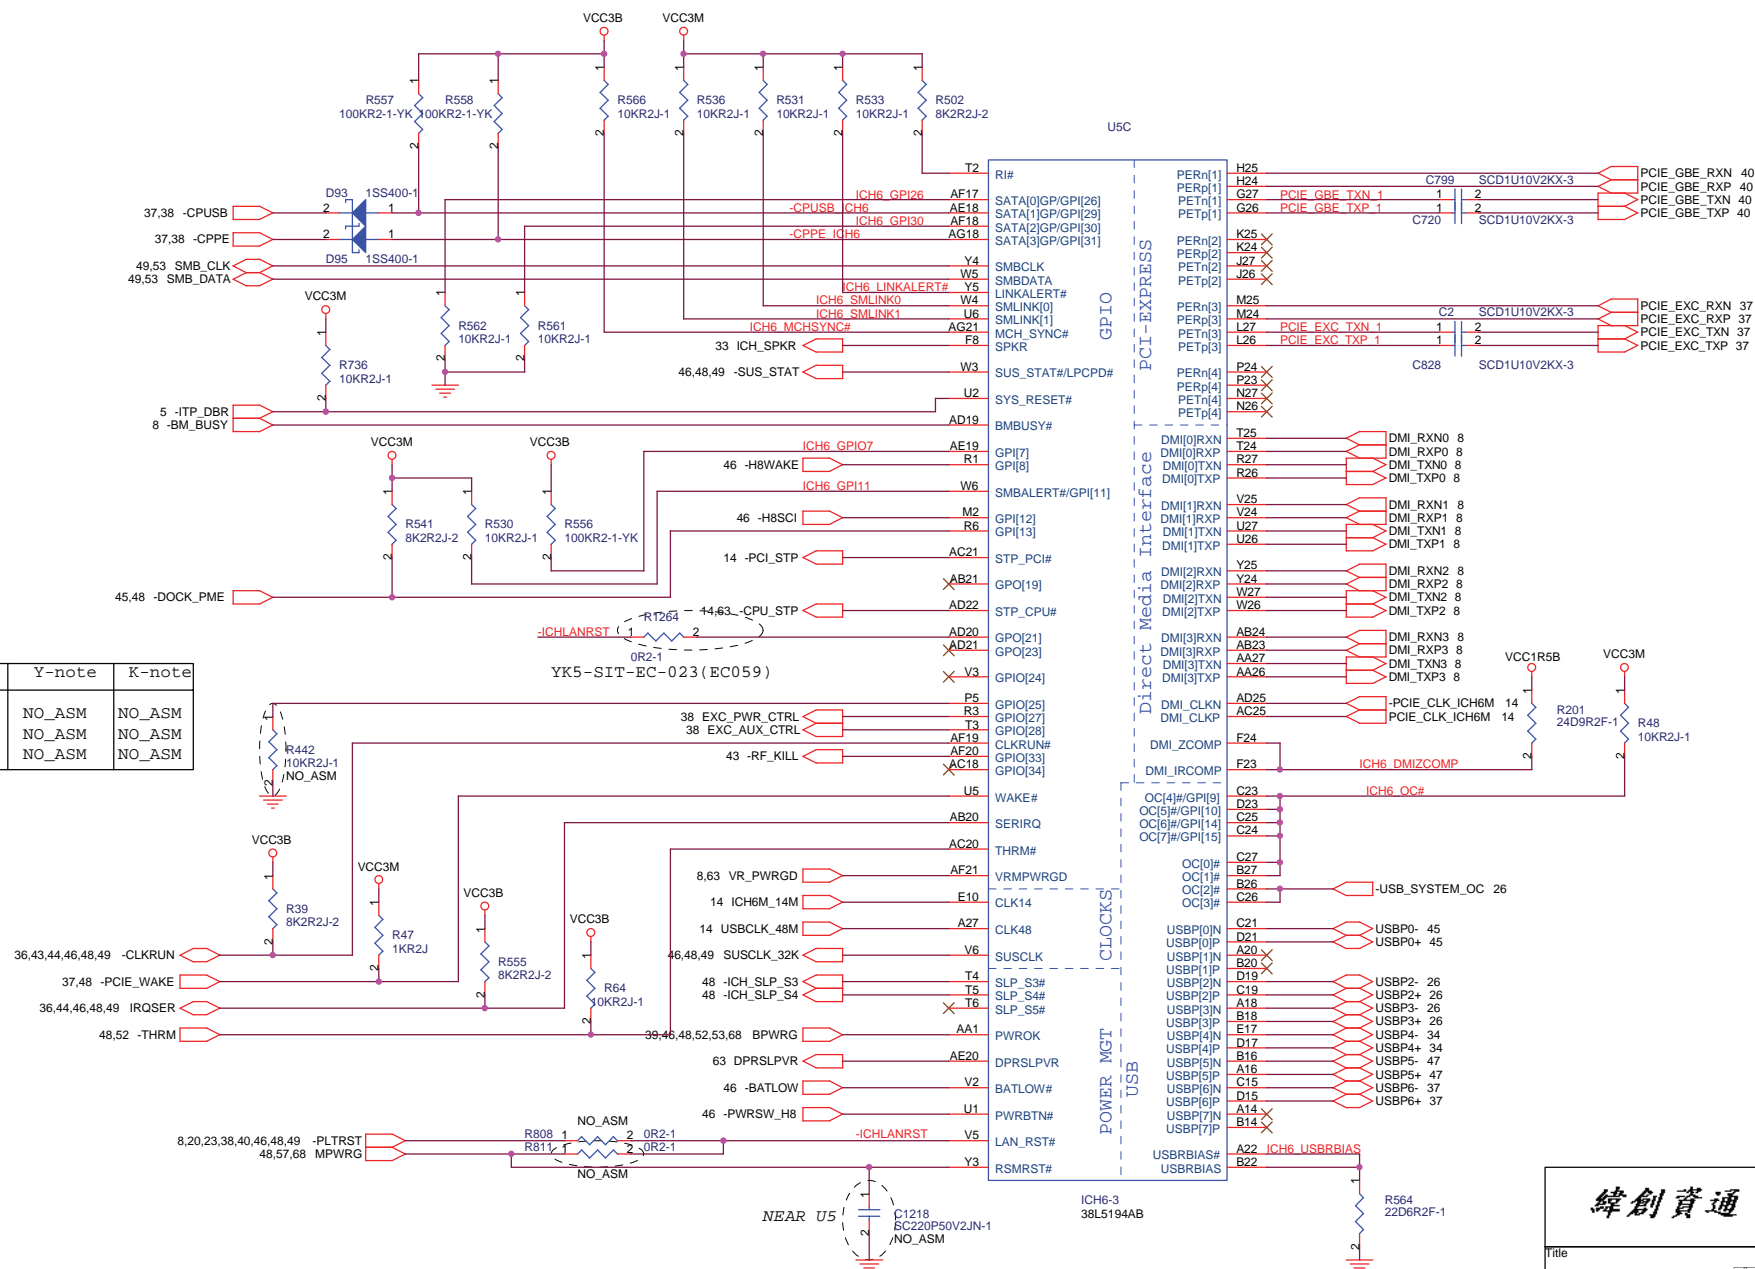 VCC3B
VCC3M
R557
100KR2-1-YK
R558
100KR2-1-YK
R566
10KR2J-1
R536
10KR2J-1
R531
10KR2J-1
R533
10KR2J-1
R502
8K2R2J-2
U5C
D93 1SS400-1
37,38 -CPUSB
37,38 -CPPE
D95 1SS400-1
49,53 SMB_CLK
49,53 SMB_DATA
ICH6_GPI26
-CPUSB_ICH6
ICH6_GPI30
-CPPE_ICH6
ICH6_LINKALERT#
ICH6_SMLINK0
ICH6_SMLINK1
ICH6_MCHSYNC#
VCC3M
R736
10KR2J-1
R562
10KR2J-1
R561
10KR2J-1
33 ICH_SPKR
46,48,49 -SUS_STAT
5 -ITP_DBR
8 -BM_BUSY
VCC3M
VCC3B
ICH6_GPIO7
46 -H8WAKE
ICH6_GPI11
R541
8K2R2J-2
R530
10KR2J-1
R556
100KR2-1-YK
46 -H8SCI
14 -PCI_STP
45,48 -DOCK_PME
14,63 -CPU_STP
R1264
-ICHLANRST 1 2
0R2-1
YK5-SIT-EC-023(EC059)
Y-note K-note
NO_ASM NO_ASM
NO_ASM NO_ASM
NO_ASM NO_ASM
R442
10KR2J-1
NO_ASM
38 EXC_PWR_CTRL
38 EXC_AUX_CTRL
43 -RF_KILL
VCC3B
R39
8K2R2J-2
VCC3M
R47
1KR2J
VCC3B
R555
8K2R2J-2
VCC3B
R64
10KR2J-1
36,43,44,46,48,49 -CLKRUN
37,48 -PCIE_WAKE
36,44,46,48,49 IRQSER
48,52 -THRM
8,63 VR_PWRGD
14 ICH6M_14M
14 USBCLK_48M
46,48,49 SUSCLK_32K
48 -ICH_SLP_S3
48 -ICH_SLP_S4
39,46,48,52,53,68 BPWRG
63 DPRSLPVR
46 -BATLOW
46 -PWRSW_H8
8,20,23,38,40,46,48,49 -PLTRST
48,57,68 MPWRG
NO_ASM
R808 1 2 0R2-1
R811 1 2 0R2-1
NO_ASM
-ICHLANRST
NEAR U5
C1218
SC220P50V2JN-1
NO_ASM
T2 RI#
AF17 SATA[0]GP/GPI[26]
AE18 SATA[1]GP/GPI[29]
AF18 SATA[2]GP/GPI[30]
AG18 SATA[3]GP/GPI[31]
Y4 SMBCLK
W5 SMBDATA
Y5 LINKALERT#
W4 SMLINK[0]
U6 SMLINK[1]
AG21 MCH_SYNC#
F8 SPKR
W3 SUS_STAT#/LPCPD#
U2 SYS_RESET#
AD19 BMBUSY#
AE19 GPI[7]
R1 GPI[8]
W6 SMBALERT#/GPI[11]
M2 GPI[12]
R6 GPI[13]
AC21 STP_PCI#
AB21 GPO[19]
AD22 STP_CPU#
AD20 GPO[21]
AD21 GPO[23]
V3 GPIO[24]
P5 GPIO[25]
R3 GPIO[27]
T3 GPIO[28]
AF19 CLKRUN#
AF20 GPIO[33]
AC18 GPIO[34]
U5 WAKE#
AB20 SERIRQ
AC20 THRM#
AF21 VRMPWRGD
E10 CLK14
A27 CLK48
V6 SUSCLK
T4 SLP_S3#
T5 SLP_S4#
T6 SLP_S5#
AA1 PWROK
AE20 DPRSLPVR
V2 BATLOW#
U1 PWRBTN#
V5 LAN_RST#
Y3 RSMRST#
GPIO
CLOCKS
POWER MGT
PCI-EXPRESS
Direct Media Interface
USB
PERn[1] H25
PERp[1] H24
PETn[1] G27
PETp[1] G26
PERn[2] K25
PERp[2] K24
PETn[2] J27
PETp[2] J26
PERn[3] M25
PERp[3] M24
PETn[3] L27
PETp[3] L26
PERn[4] P24
PERp[4] P23
PETn[4] N27
PETp[4] N26
DMI[0]RXN T25
DMI[0]RXP T24
DMI[0]TXN R27
DMI[0]TXP R26
DMI[1]RXN V25
DMI[1]RXP V24
DMI[1]TXN U27
DMI[1]TXP U26
DMI[2]RXN Y25
DMI[2]RXP Y24
DMI[2]TXN W27
DMI[2]TXP W26
DMI[3]RXN AB24
DMI[3]RXP AB23
DMI[3]TXN AA27
DMI[3]TXP AA26
DMI_CLKN AD25
DMI_CLKP AC25
DMI_ZCOMP F24
DMI_IRCOMP F23
OC[4]#/GPI[9] C23
OC[5]#/GPI[10] D23
OC[6]#/GPI[14] C25
OC[7]#/GPI[15] C24
OC[0]# C27
OC[1]# B27
OC[2]# B26
OC[3]# C26
USBP[0]N C21
USBP[0]P D21
USBP[1]N A20
USBP[1]P B20
USBP[2]N D19
USBP[2]P C19
USBP[3]N A18
USBP[3]P B18
USBP[4]N E17
USBP[4]P D17
USBP[5]N B16
USBP[5]P A16
USBP[6]N C15
USBP[6]P D15
USBP[7]N A14
USBP[7]P B14
USBRBIAS# A22
USBRBIAS B22
ICH6-3
38L5194AB
PCIE_GBE_RXN 40
PCIE_GBE_RXP 40
PCIE_GBE_TXN 40
PCIE_GBE_TXP 40
C799 SCD1U10V2KX-3
PCIE_GBE_TXN_1 1 2
PCIE_GBE_TXP_1 1 2
C720 SCD1U10V2KX-3
PCIE_EXC_RXN 37
PCIE_EXC_RXP 37
PCIE_EXC_TXN 37
PCIE_EXC_TXP 37
C2 SCD1U10V2KX-3
PCIE_EXC_TXN_1 1 2
PCIE_EXC_TXP_1 1 2
C828 SCD1U10V2KX-3
DMI_RXN0 8
DMI_RXP0 8
DMI_TXN0 8
DMI_TXP0 8
DMI_RXN1 8
DMI_RXP1 8
DMI_TXN1 8
DMI_TXP1 8
DMI_RXN2 8
DMI_RXP2 8
DMI_TXN2 8
DMI_TXP2 8
DMI_RXN3 8
DMI_RXP3 8
DMI_TXN3 8
DMI_TXP3 8
-PCIE_CLK_ICH6M 14
PCIE_CLK_ICH6M 14
VCC1R5B
VCC3M
R201
24D9R2F-1
R48
10KR2J-1
ICH6_DMIZCOMP
ICH6_OC#
-USB_SYSTEM_OC 26
USBP0- 45
USBP0+ 45
USBP2- 26
USBP2+ 26
USBP3- 26
USBP3+ 26
USBP4- 34
USBP4+ 34
USBP5- 47
USBP5+ 47
USBP6- 37
USBP6+ 37
ICH6_USBRBIAS
R564
22D6R2F-1
緯創資通
Title